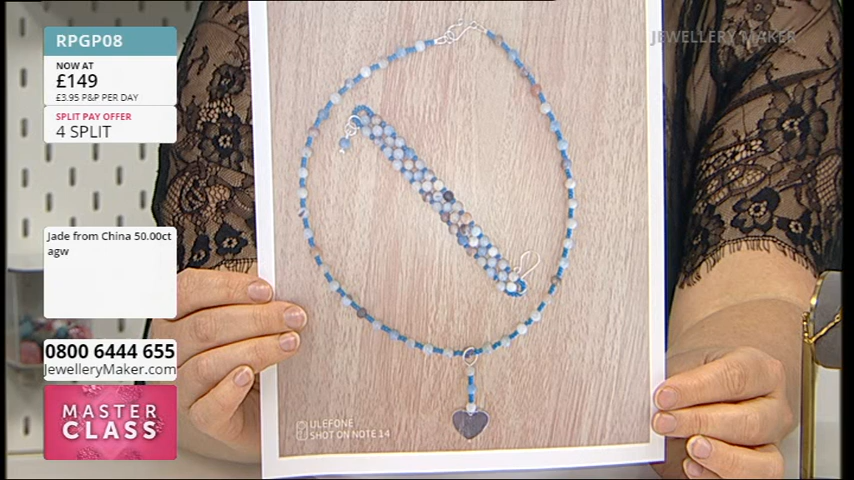 RPGP08
NOW AT
£149
£3.95 P&P PER DAY
SPLIT PAY OFFER
4 SPLIT
Jade from China 50.00ct
agw
0800 6444 655
JewelleryMaker.com
MASTER
CLASS
JEWELLERY MAKER
ULEFONE
SHOT ON NOTE 14